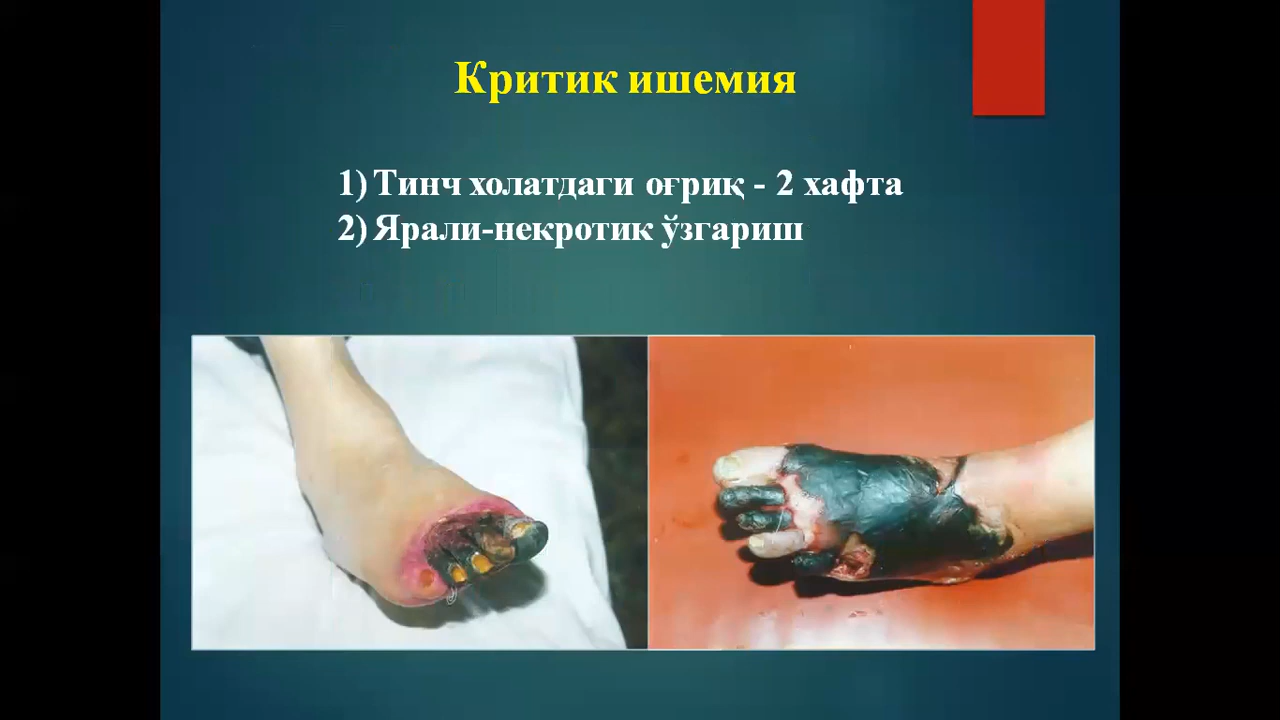 Критик ишемия
1) Тинч холатдаги оғриқ - 2 хафта
2) Ярали-некротик ўзгариш